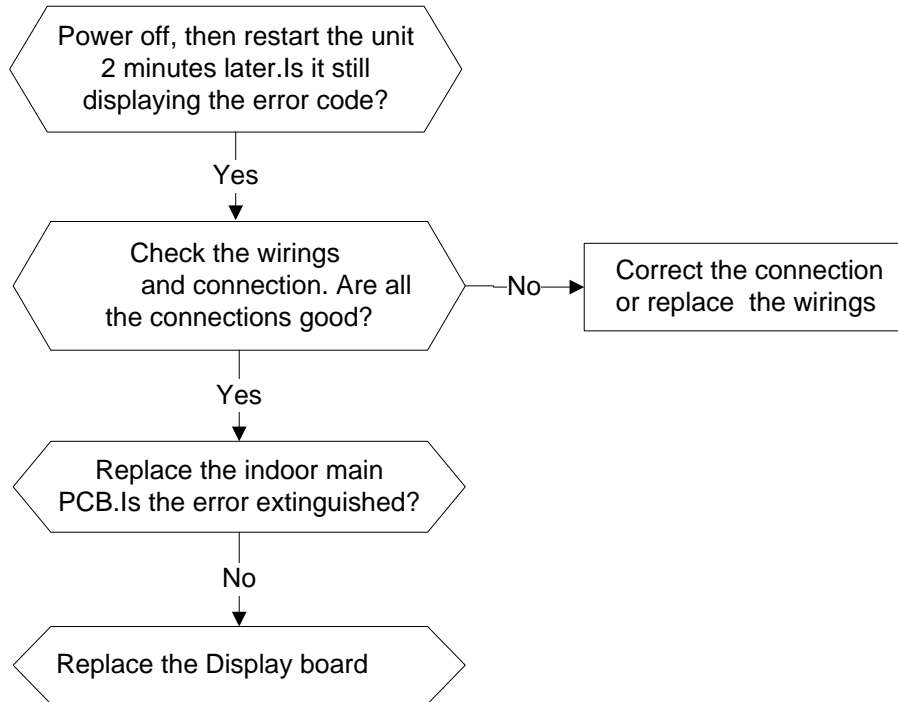 Power off, then restart the unit
2 minutes later.Is it still
displaying the error code?
Yes
Check the wirings
and connection. Are all
the connections good?
No
Correct the connection
or replace the wirings
Yes
Replace the indoor main
PCB.Is the error extinguished?
No
Replace the Display board